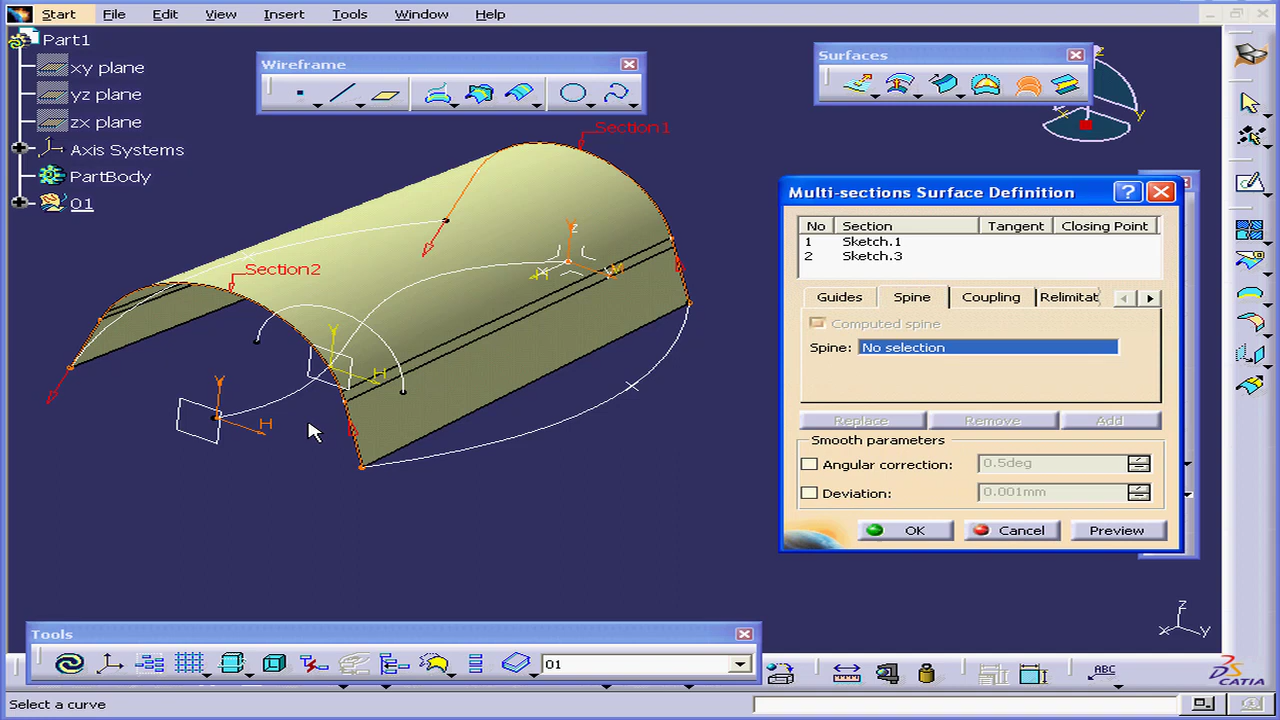 Start File Edit View Insert Tools Window Help
Part1
xy plane
yz plane
zx plane
Axis Systems
PartBody
01
Wireframe
Surfaces
z
x
y
Section1
Section2
Z
H
Y
H
Y
H
Multi-sections Surface Definition
No Section Tangent Closing Point
1 Sketch.1
2 Sketch.3
Guides Spine Coupling Relimitat
Computed spine
Spine: No selection
Replace Remove Add
Smooth parameters
Angular correction: 0.5deg
Deviation: 0.001mm
OK Cancel Preview
z
x y
Tools
01
ABC
CATIA
Select a curve